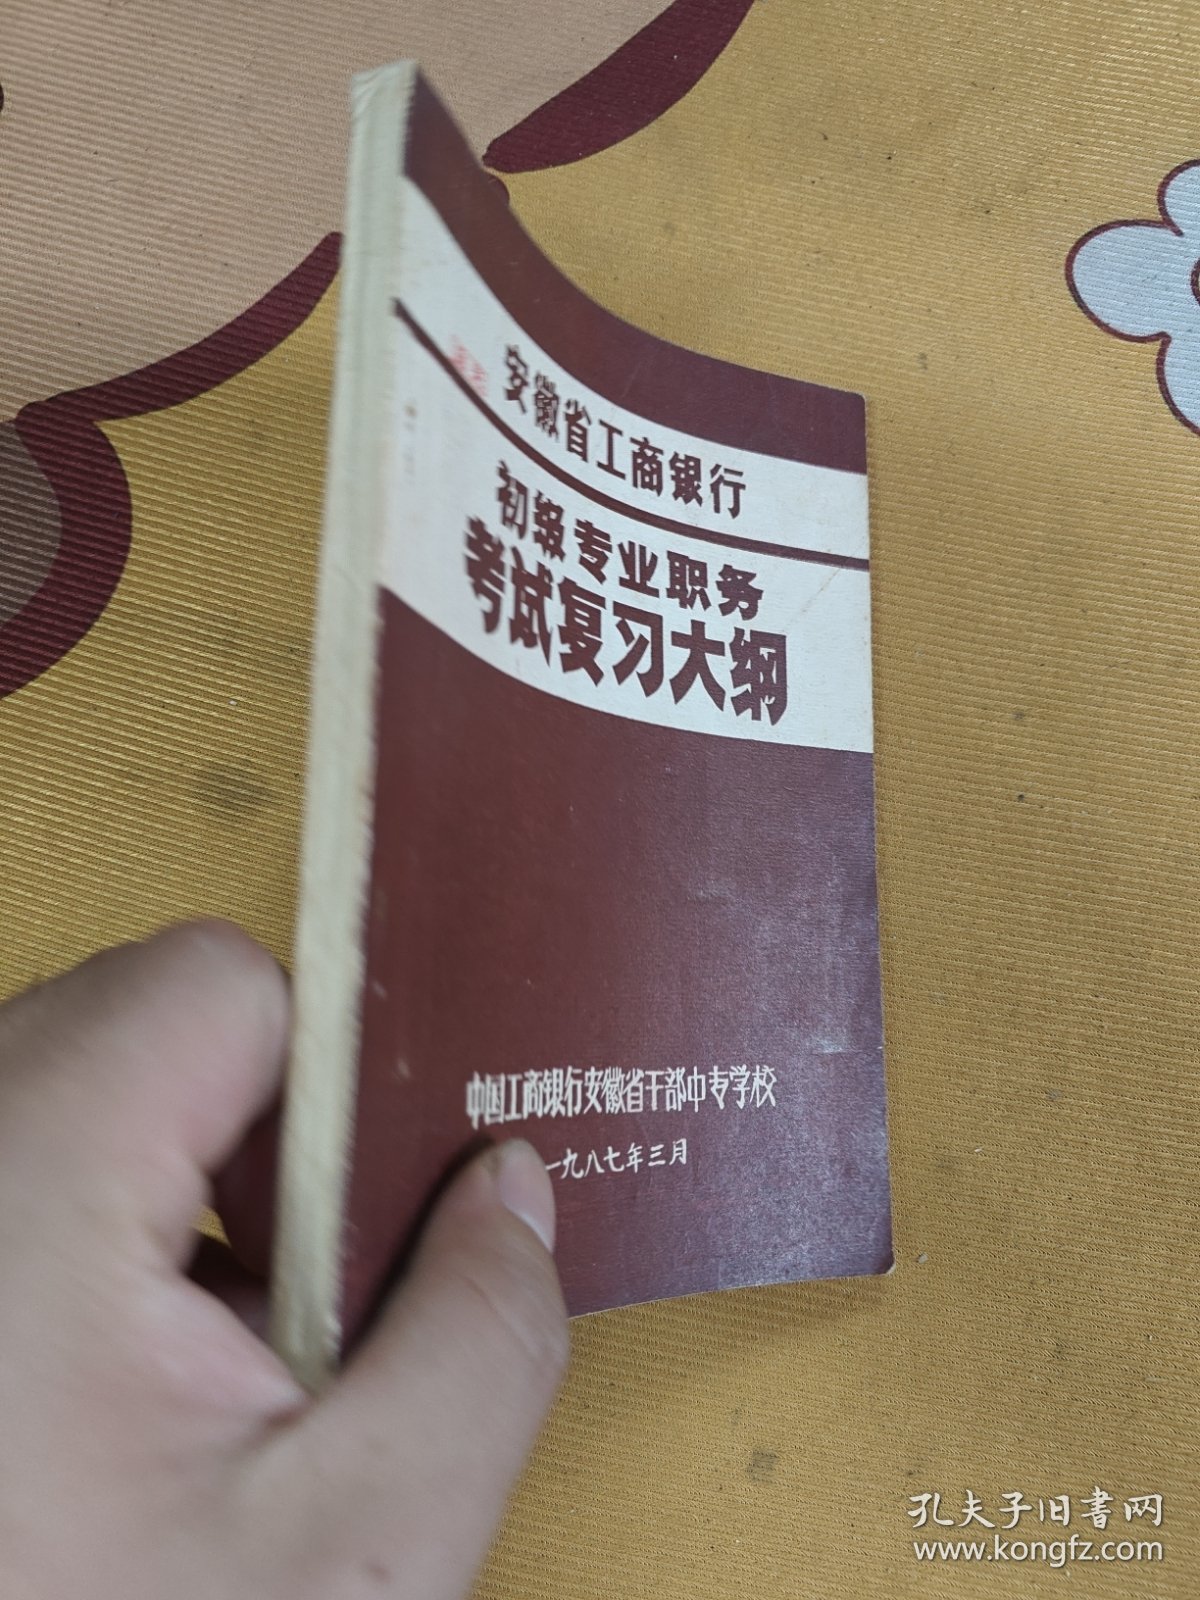 安徽省工商银行
初级专业职务
考试复习大纲
中国工商银行安徽省干部中专学校
一九八七年三月
孔夫子旧書网
www.kongfz.com